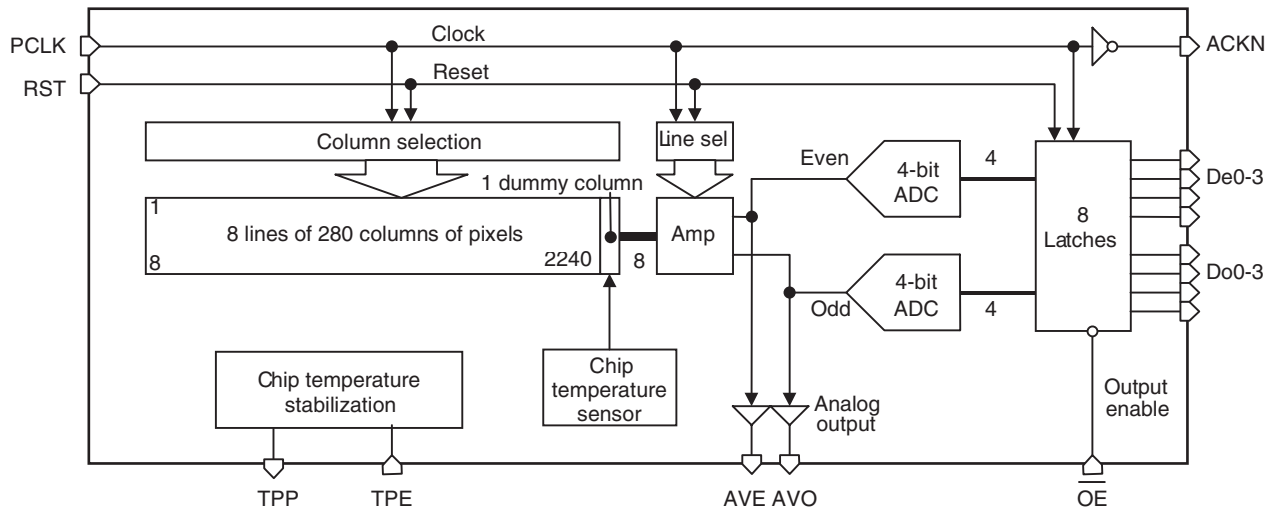 PCLK
Clock
ACKN
RST
Reset
Column selection
Line sel
Even
4-bit
ADC
4
De0-3
1 dummy column
1
8 lines of 280 columns of pixels
8
2240
8
Amp
8
Latches
Odd
4-bit
ADC
4
Do0-3
Chip temperature
stabilization
Chip
temperature
sensor
Analog
output
Output
enable
TPP
TPE
AVE
AVO
OE